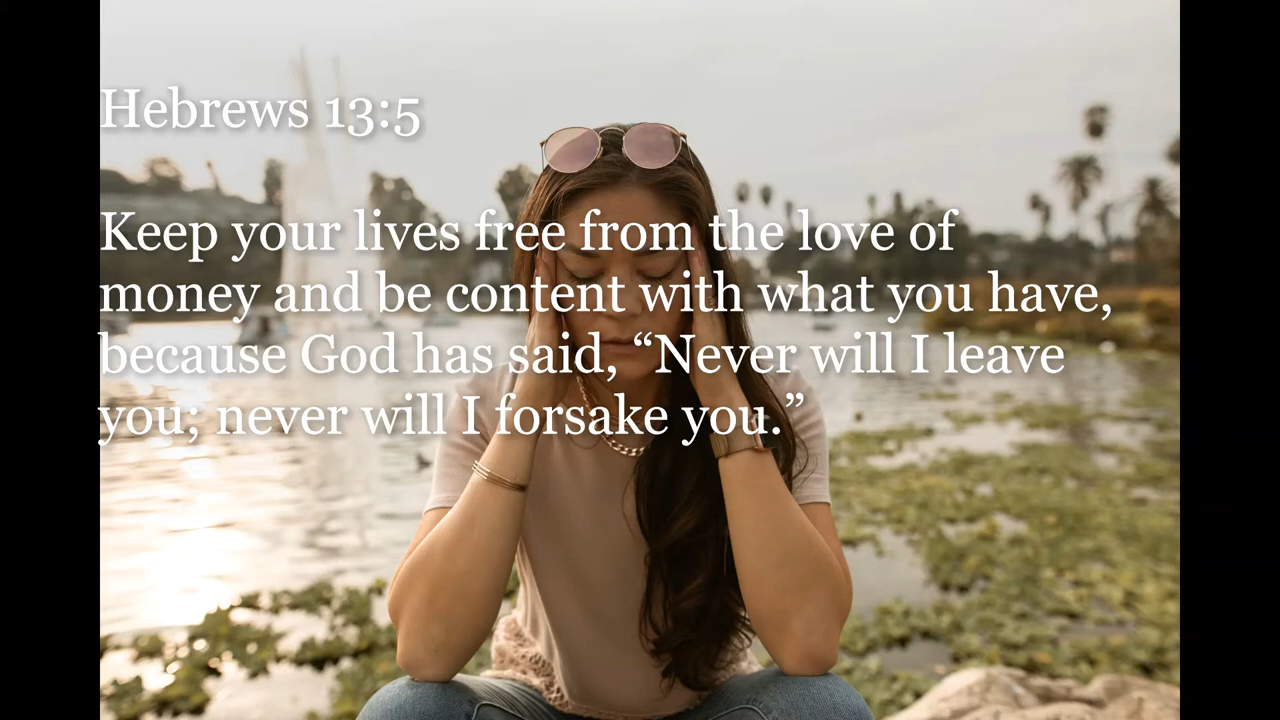 Hebrews 13:5
Keep your lives free from the love of
money and be content with what you have,
because God has said, “Never will I leave
you; never will I forsake you.”